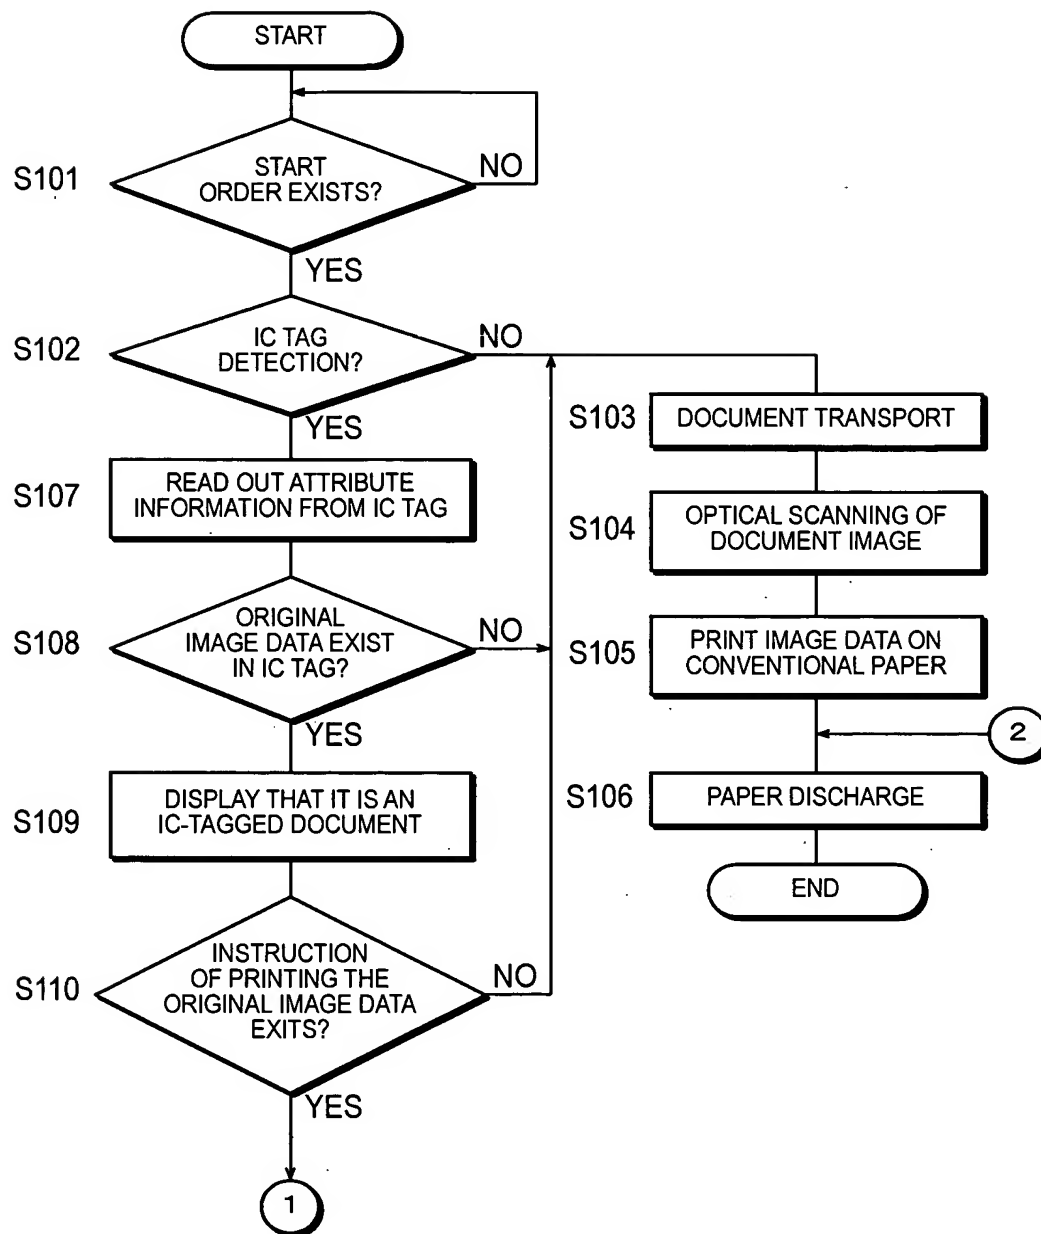 START
S101
START
ORDER EXISTS?
NO
YES
S102
IC TAG
DETECTION?
NO
YES
S107
READ OUT ATTRIBUTE
INFORMATION FROM IC TAG
S108
ORIGINAL
IMAGE DATA EXIST
IN IC TAG?
NO
YES
S109
DISPLAY THAT IT IS AN
IC-TAGGED DOCUMENT
S110
INSTRUCTION
OF PRINTING THE
ORIGINAL IMAGE DATA
EXITS?
NO
YES
1
S103
DOCUMENT TRANSPORT
S104
OPTICAL SCANNING OF
DOCUMENT IMAGE
S105
PRINT IMAGE DATA ON
CONVENTIONAL PAPER
2
S106
PAPER DISCHARGE
END